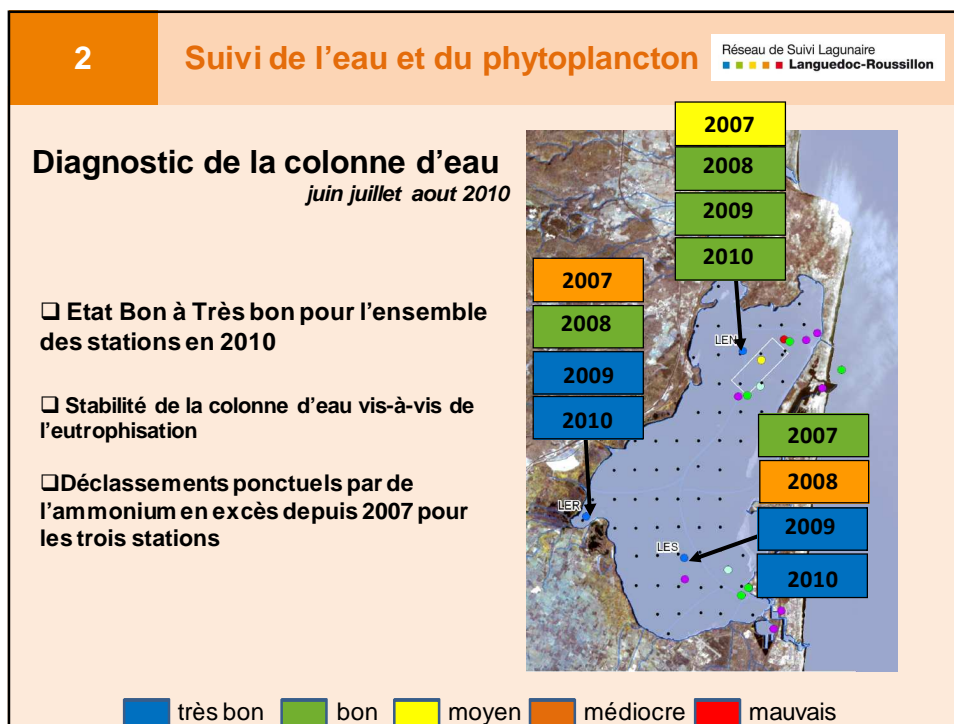 2
Suivi de l'eau et du phytoplancton
Réseau de Suivi Lagunaire
Languedoc-Roussillon
Diagnostic de la colonne d'eau
juin juillet aout 2010
❑ Etat Bon à Très bon pour l'ensemble
des stations en 2010
❑ Stabilité de la colonne d'eau vis-à-vis de
l'eutrophisation
❑Déclassements ponctuels par de
l'ammonium en excès depuis 2007 pour
les trois stations
2007
2008
2009
2010
LEN
2007
2008
2009
2010
LER
2007
2008
2009
2010
LES
très bon
bon
moyen
médiocre
mauvais